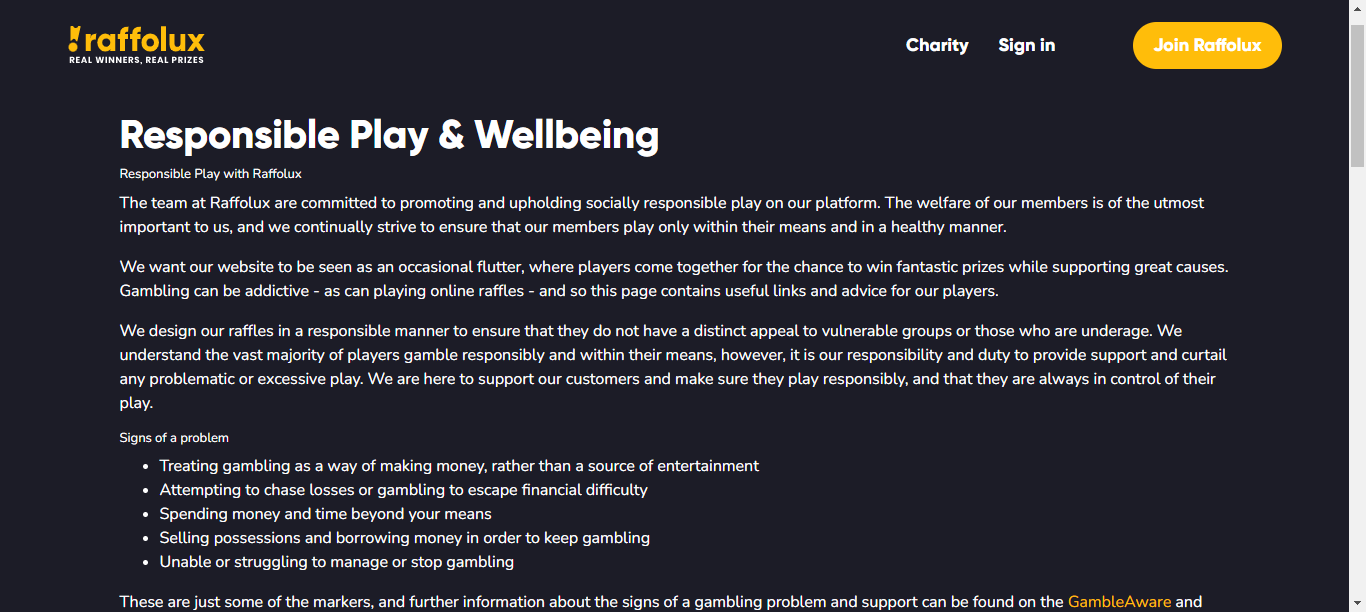 raffolux
REAL WINNERS, REAL PRIZES
Charity
Sign in
Join Raffolux
Responsible Play & Wellbeing
Responsible Play with Raffolux
The team at Raffolux are committed to promoting and upholding socially responsible play on our platform. The welfare of our members is of the utmost
important to us, and we continually strive to ensure that our members play only within their means and in a healthy manner.
We want our website to be seen as an occasional flutter, where players come together for the chance to win fantastic prizes while supporting great causes.
Gambling can be addictive - as can playing online raffles - and so this page contains useful links and advice for our players.
We design our raffles in a responsible manner to ensure that they do not have a distinct appeal to vulnerable groups or those who are underage. We
understand the vast majority of players gamble responsibly and within their means, however, it is our responsibility and duty to provide support and curtail
any problematic or excessive play. We are here to support our customers and make sure they play responsibly, and that they are always in control of their
play.
Signs of a problem
• Treating gambling as a way of making money, rather than a source of entertainment
• Attempting to chase losses or gambling to escape financial difficulty
• Spending money and time beyond your means
• Selling possessions and borrowing money in order to keep gambling
• Unable or struggling to manage or stop gambling
These are just some of the markers, and further information about the signs of a gambling problem and support can be found on the GambleAware and